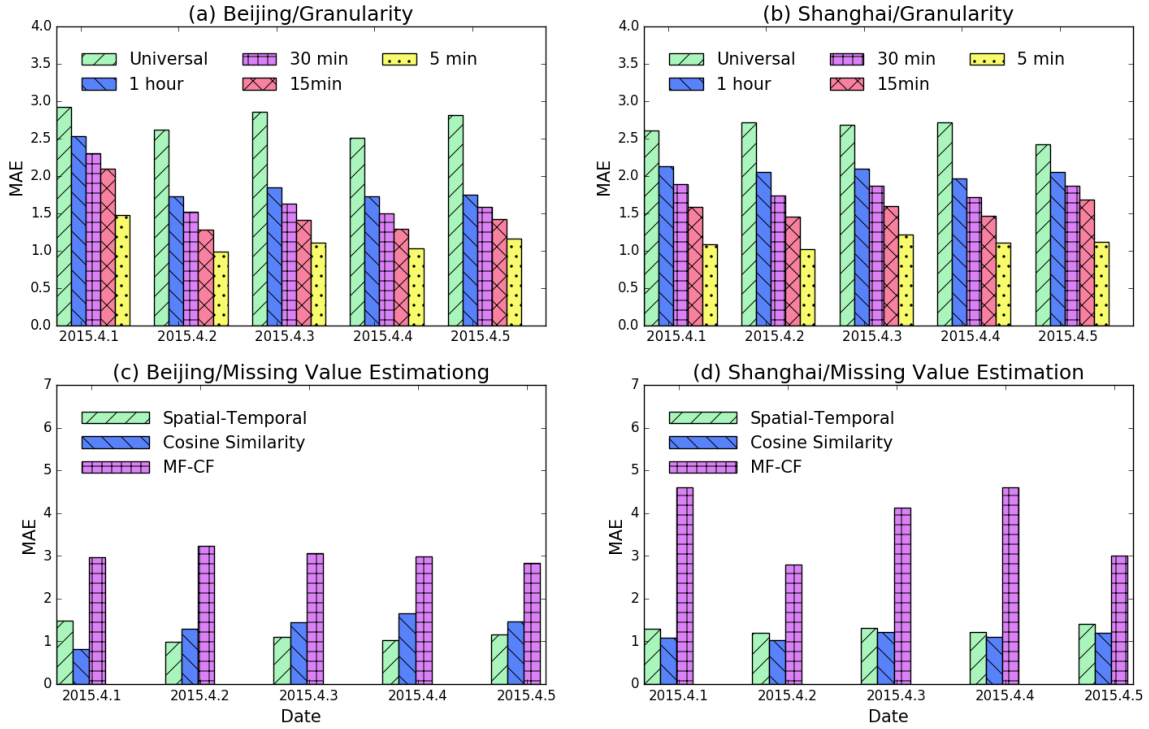 (a) Beijing/Granularity
MAE
4.0
3.5
3.0
2.5
2.0
1.5
1.0
0.5
0.0
Universal
30 min
5 min
1 hour
15min
2015.4.1
2015.4.2
2015.4.3
2015.4.4
2015.4.5
(b) Shanghai/Granularity
MAE
4.0
3.5
3.0
2.5
2.0
1.5
1.0
0.5
0.0
Universal
30 min
5 min
1 hour
15min
2015.4.1
2015.4.2
2015.4.3
2015.4.4
2015.4.5
(c) Beijing/Missing Value Estimationg
MAE
7
6
5
4
3
2
1
0
Spatial-Temporal
Cosine Similarity
MF-CF
2015.4.1
2015.4.2
2015.4.3
2015.4.4
2015.4.5
Date
(d) Shanghai/Missing Value Estimation
MAE
7
6
5
4
3
2
1
0
Spatial-Temporal
Cosine Similarity
MF-CF
2015.4.1
2015.4.2
2015.4.3
2015.4.4
2015.4.5
Date